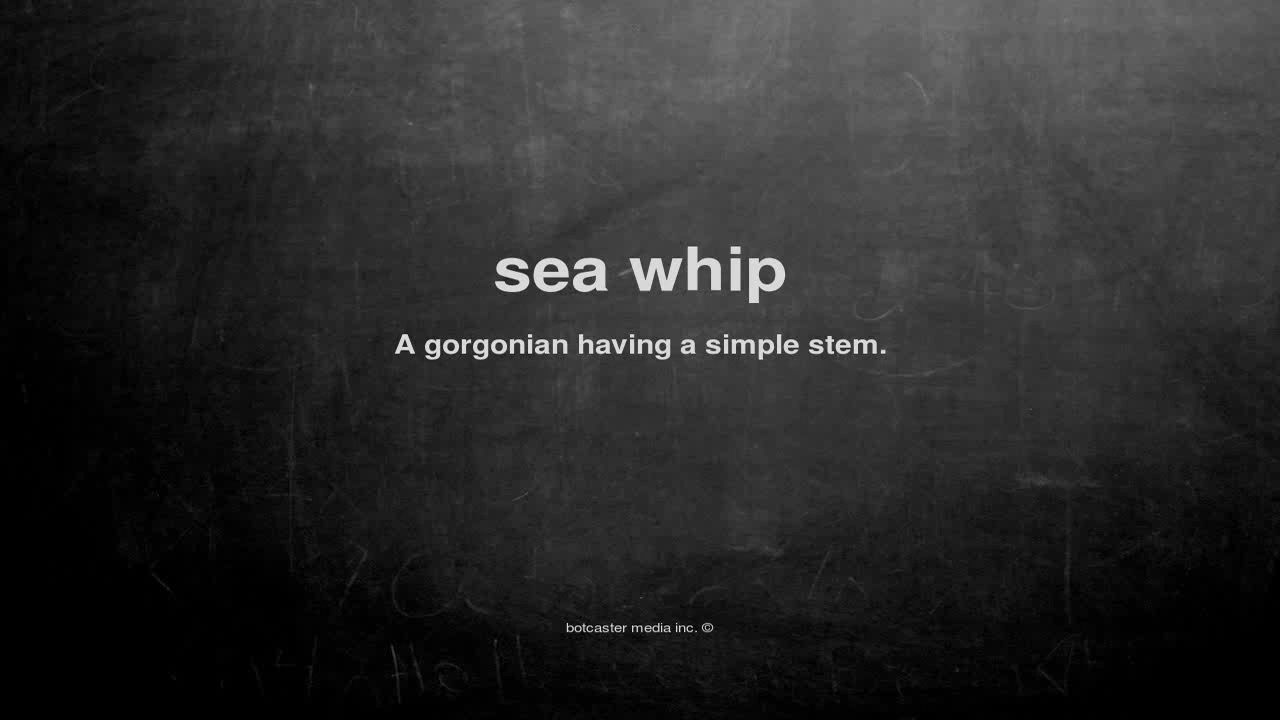 sea whip
A gorgonian having a simple stem.
botcaster media inc. ©